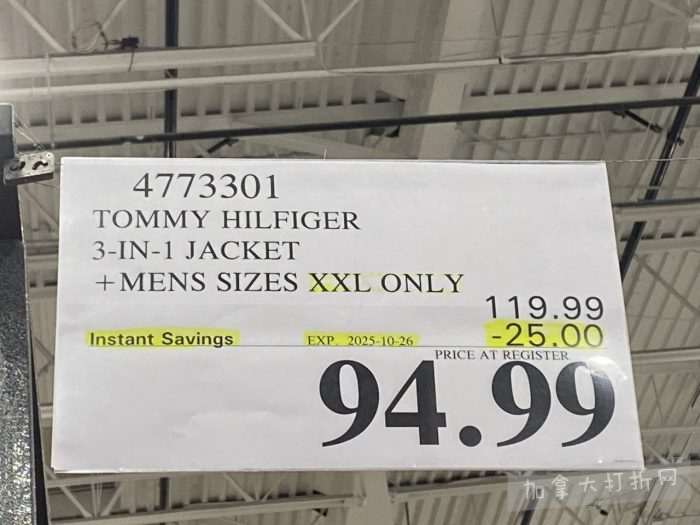 4773301
TOMMY HILFIGER
3-IN-1 JACKET
+MENS SIZES XXL ONLY
119.99
Instant Savings EXP. 2025-10-26 -25.00
PRICE AT REGISTER
94.99
加拿大打折网